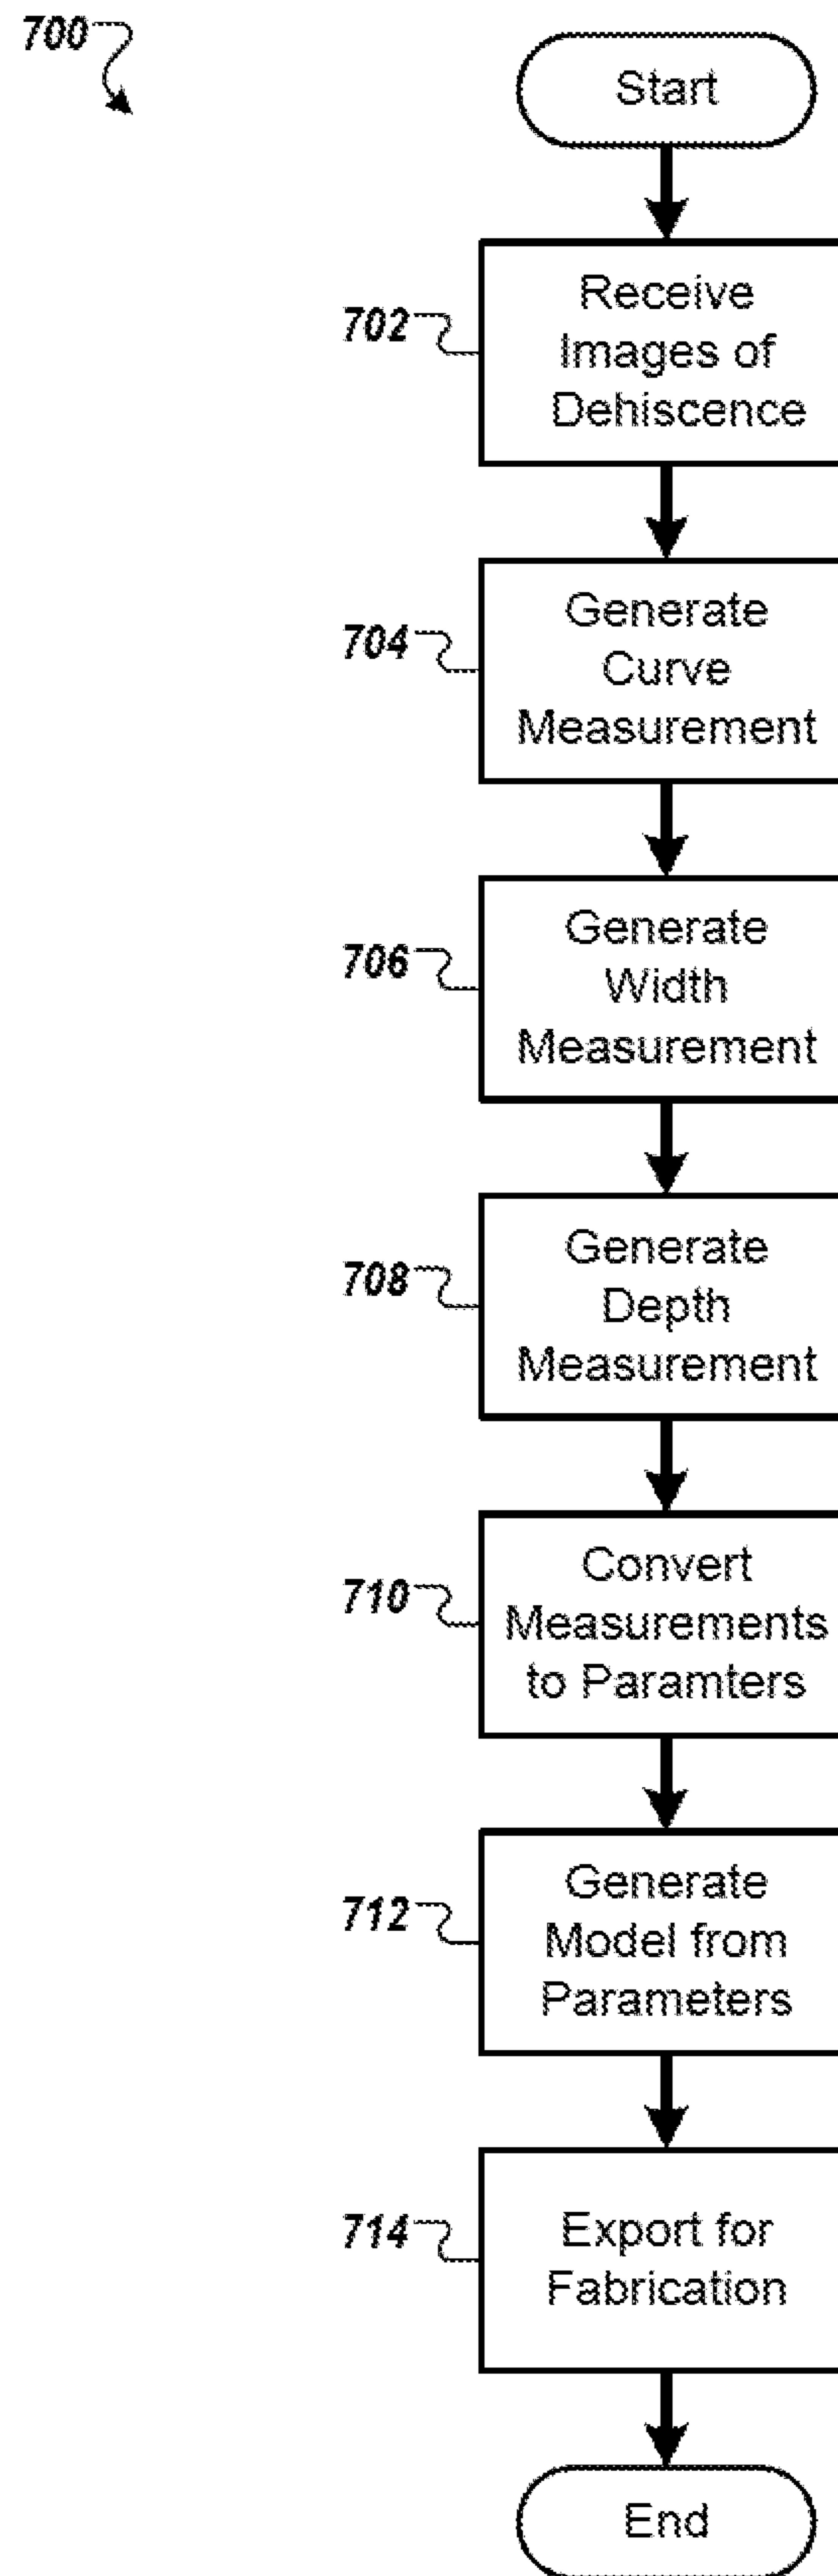 700
Start
702
Receive
Images of
Dehiscence
704
Generate
Curve
Measurement
706
Generate
Width
Measurement
708
Generate
Depth
Measurement
710
Convert
Measurements
to Paramters
712
Generate
Model from
Parameters
714
Export for
Fabrication
End